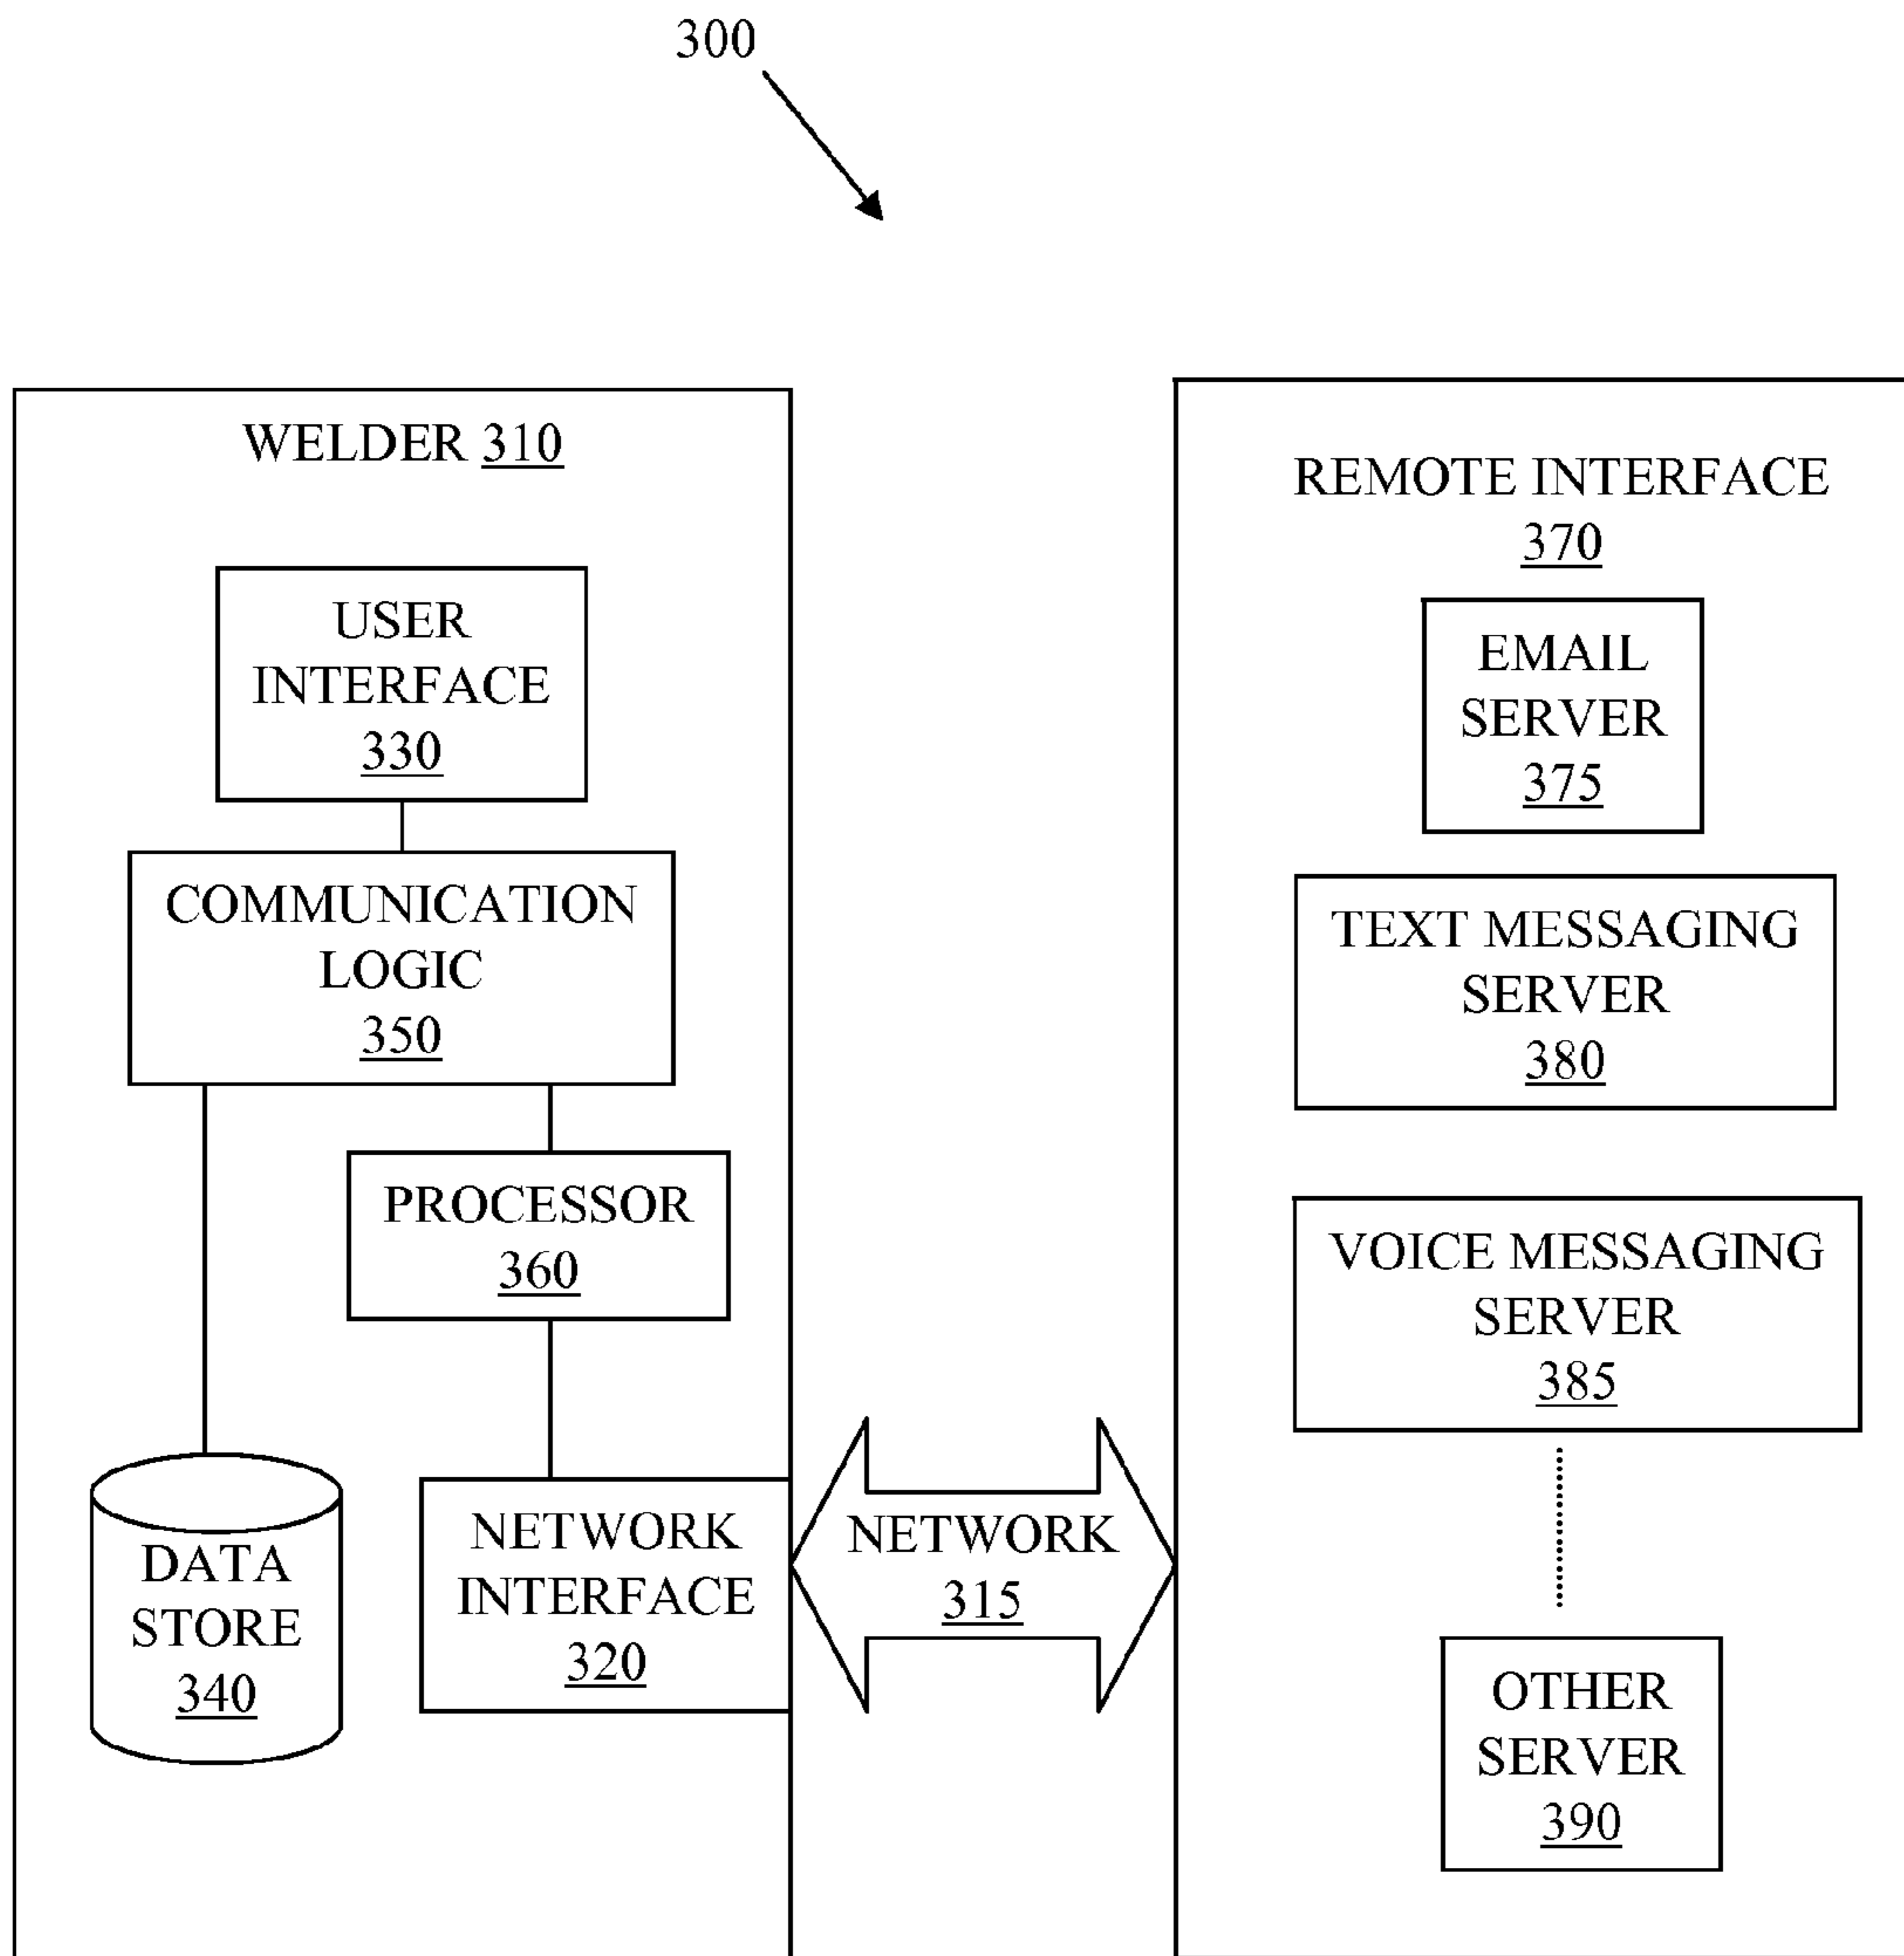 300
WELDER 310
USER
INTERFACE
330
COMMUNICATION
LOGIC
350
PROCESSOR
360
DATA
STORE
340
NETWORK
INTERFACE
320
NETWORK
315
REMOTE INTERFACE
370
EMAIL
SERVER
375
TEXT MESSAGING
SERVER
380
VOICE MESSAGING
SERVER
385
OTHER
SERVER
390